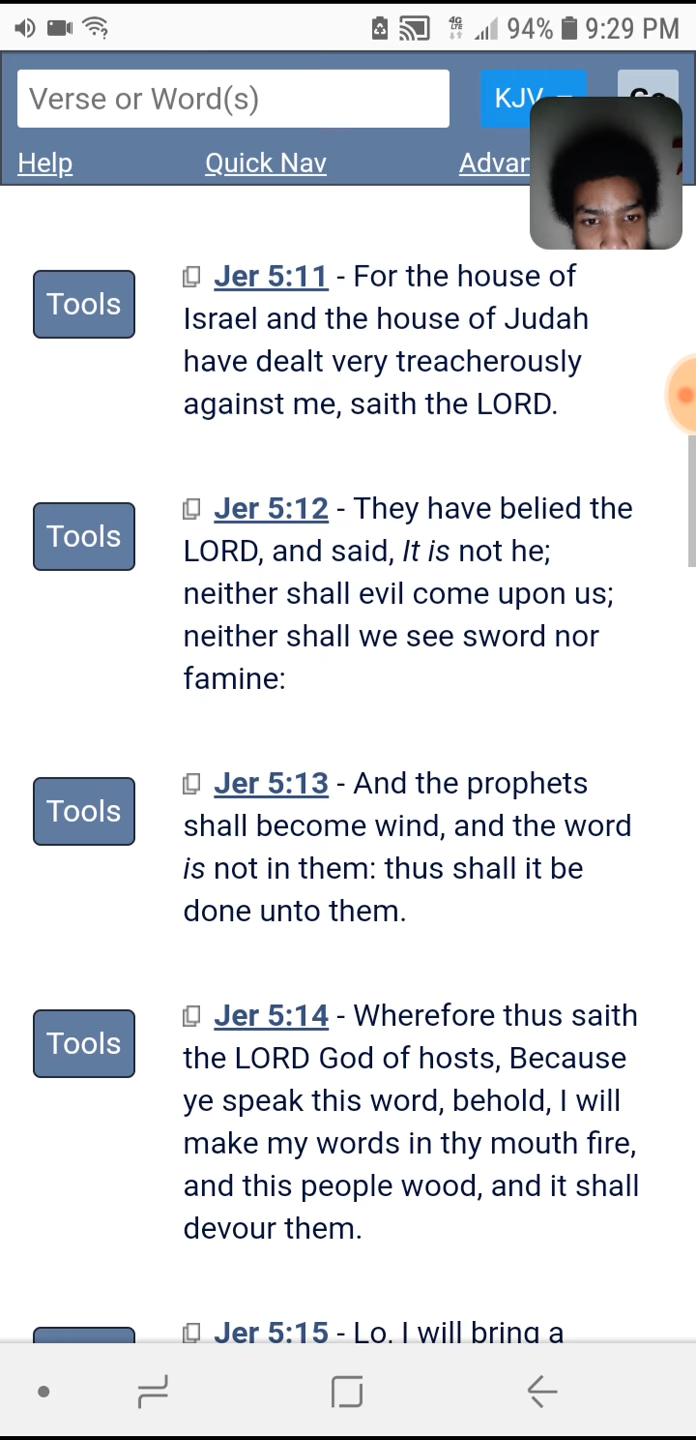 4G
LTE
94% 9:29 PM
Verse or Word(s)
KJV
Help
Quick Nav
Tools
Jer 5:11 - For the house of
Israel and the house of Judah
have dealt very treacherously
against me, saith the LORD.
Tools
Jer 5:12 - They have belied the
LORD, and said, It is not he;
neither shall evil come upon us;
neither shall we see sword nor
famine:
Tools
Jer 5:13 - And the prophets
shall become wind, and the word
is not in them: thus shall it be
done unto them.
Tools
Jer 5:14 - Wherefore thus saith
the LORD God of hosts, Because
ye speak this word, behold, I will
make my words in thy mouth fire,
and this people wood, and it shall
devour them.
Jer 5:15 - Lo, I will bring a